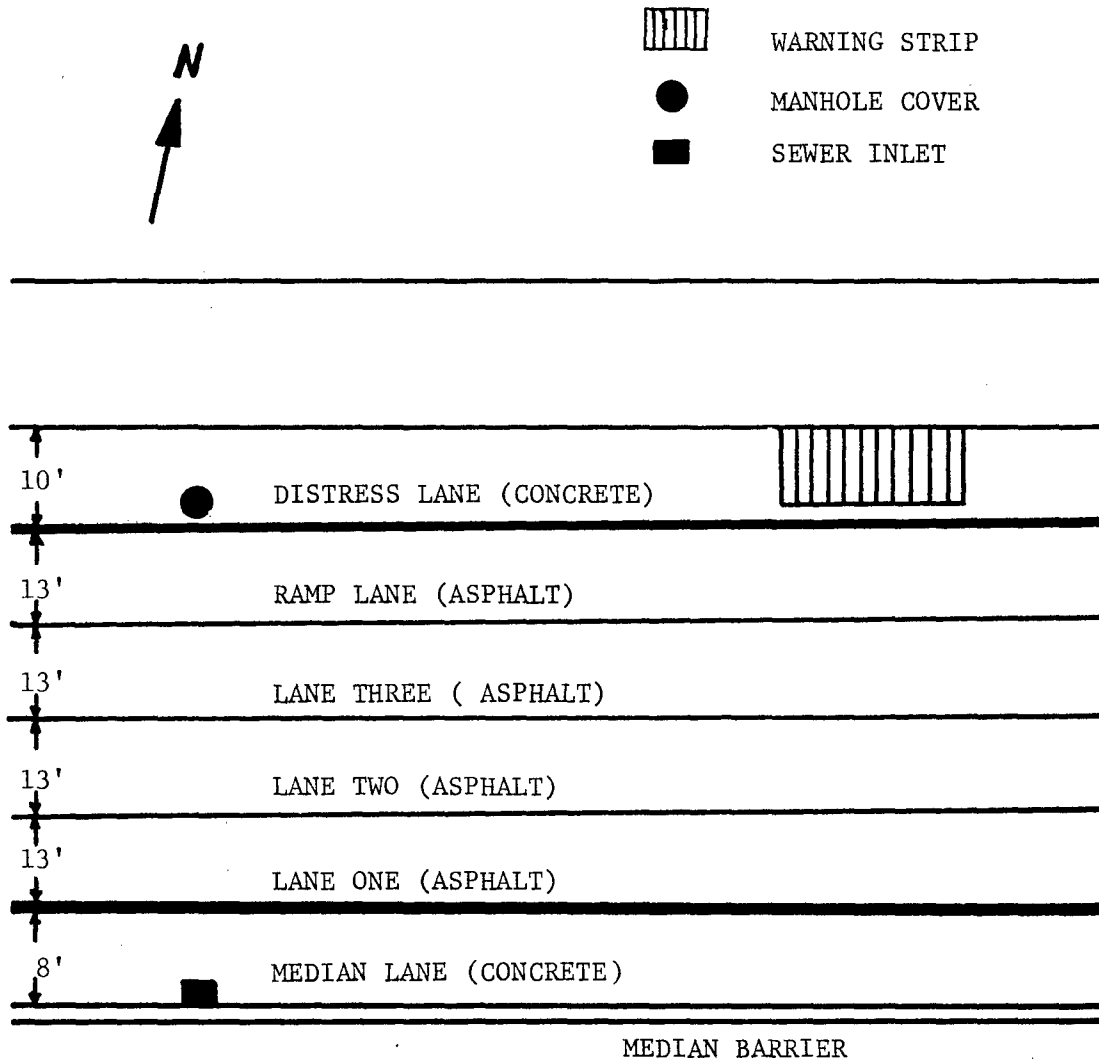 N
WARNING STRIP
MANHOLE COVER
SEWER INLET
10'
DISTRESS LANE (CONCRETE)
13'
RAMP LANE (ASPHALT)
13'
LANE THREE ( ASPHALT)
13'
LANE TWO (ASPHALT)
13'
LANE ONE (ASPHALT)
8'
MEDIAN LANE (CONCRETE)
MEDIAN BARRIER